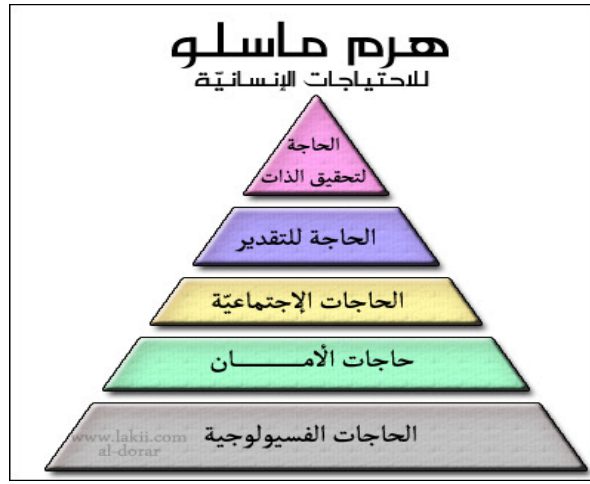 هرم ماسلو
للاحتياجات الإنسانيّة
الحاجة
لتحقيق الذات
الحاجة للتقدير
الحاجات الإجتماعيّة
حاجات الأمـــــــان
الحاجات الفسيولوجية
www.lakii.com
al-dorar